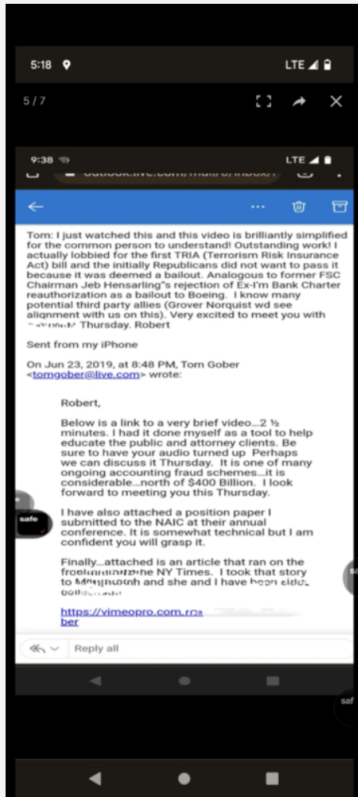 5:18
LTE
5/7
9:38
LTE
Tom: I just watched this and this video is brilliantly simplified
for the common person to understand! Outstanding work! I
actually lobbied for the first TRIA (Terrorism Risk Insurance
Act) bill and the initially Republicans did not want to pass it
because it was deemed a bailout. Analogous to former FSC
Chairman Jeb Hensarling"s rejection of Ex-I'm Bank Charter
reauthorization as a bailout to Boeing. I know many
potential third party allies (Grover Norquist wd see
alignment with us on this). Very excited to meet you with
Thursday. Robert
Sent from my iPhone
On Jun 23, 2019, at 8:48 PM, Tom Gober
<tomgober@live.com> wrote:
Robert,
Below is a link to a very brief video...2 ½
minutes. I had it done myself as a tool to help
educate the public and attorney clients. Be
sure to have your audio turned up Perhaps
we can discuss it Thursday. It is one of many
ongoing accounting fraud schemes...it is
considerable...north of $400 Billion. I look
forward to meeting you this Thursday.
I have also attached a position paper I
submitted to the NAIC at their annual
conference. It is somewhat technical but I am
confident you will grasp it.
Finally...attached is an article that ran on the
the NY Times. I took that story
to and she and I have been
https://vimeopro.com
ber
Reply all
safe
saf